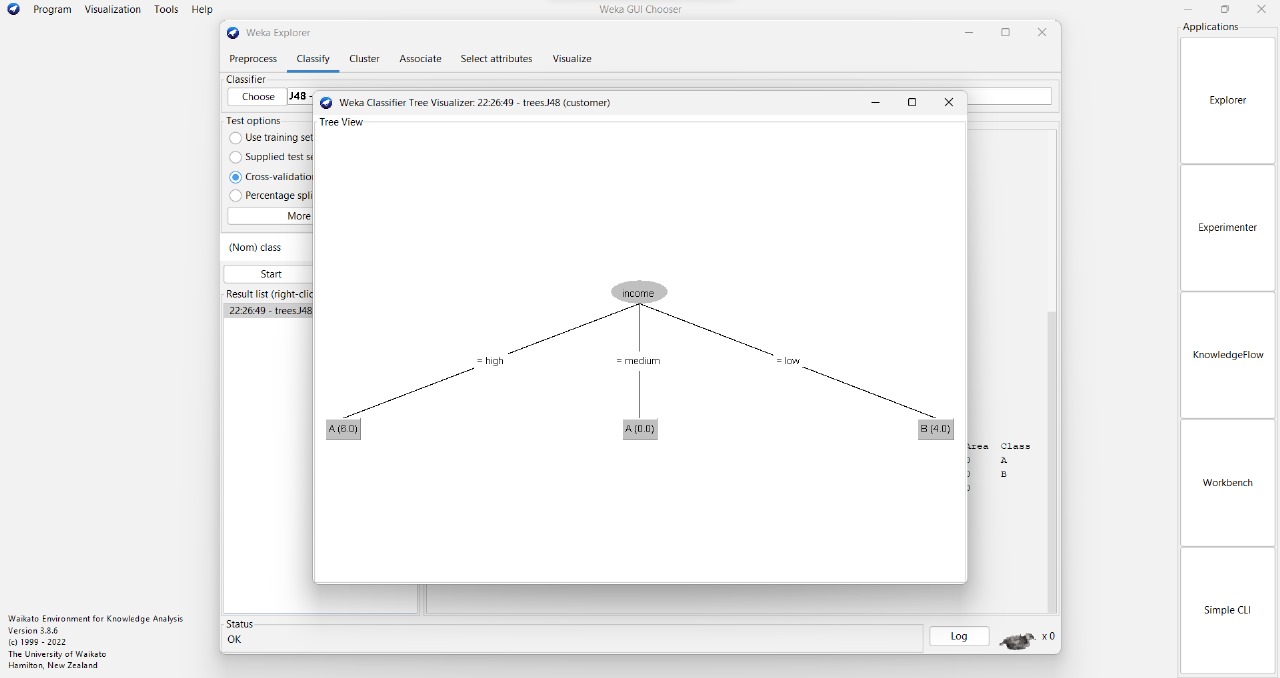 Program Visualization Tools Help
Weka GUI Chooser
Applications
Explorer
Experimenter
KnowledgeFlow
Workbench
Simple CLI
Weka Explorer
Preprocess Classify Cluster Associate Select attributes Visualize
Classifier
Choose J48 -
Test options
Use training set
Supplied test se
Cross-validation
Percentage spli
More
(Nom) class
Start
Result list (right-clic
22:26:49 - trees.J48
Weka Classifier Tree Visualizer: 22:26:49 - trees.J48 (customer)
Tree View
income
= high = medium = low
A (6.0) A (0.0) B (4.0)
Area Class
A
B
Status
OK
Log
x 0
Waikato Environment for Knowledge Analysis
Version 3.8.6
(c) 1999 - 2022
The University of Waikato
Hamilton, New Zealand